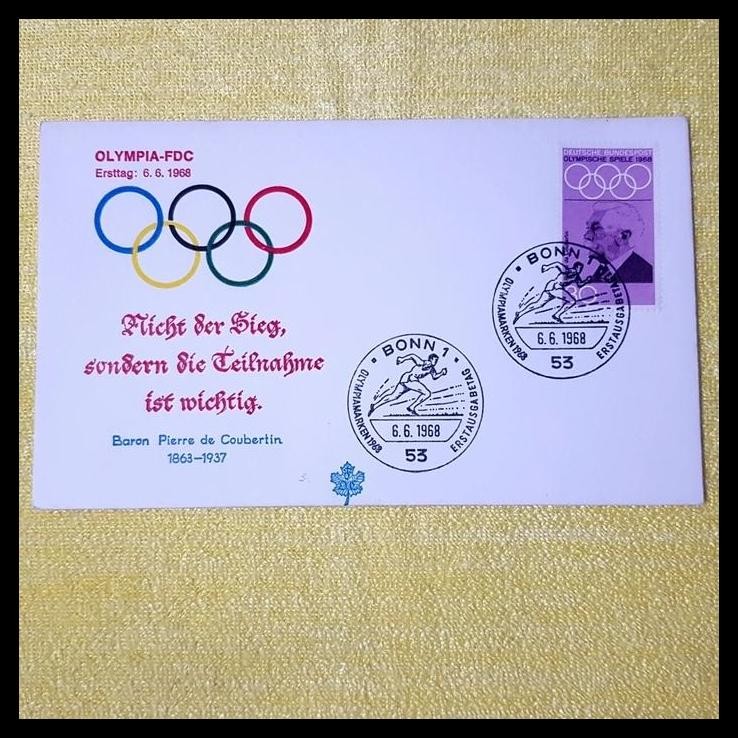 OLYMPIA-FDC
Ersttag: 6. 6. 1968
Nicht der Sieg,
sondern die Teilnahme
ist wichtig.
Baron Pierre de Coubertin
1863–1937
DEUTSCHE BUNDESPOST
OLYMPISCHE SPIELE 1968
30
BONN 1
OLYMPIAMARKEN 1968
ERSTAUSGABETAG
6.6.1968
53
BONN 1
OLYMPIAMARKEN 1968
ERSTAUSGABETAG
6.6.1968
53